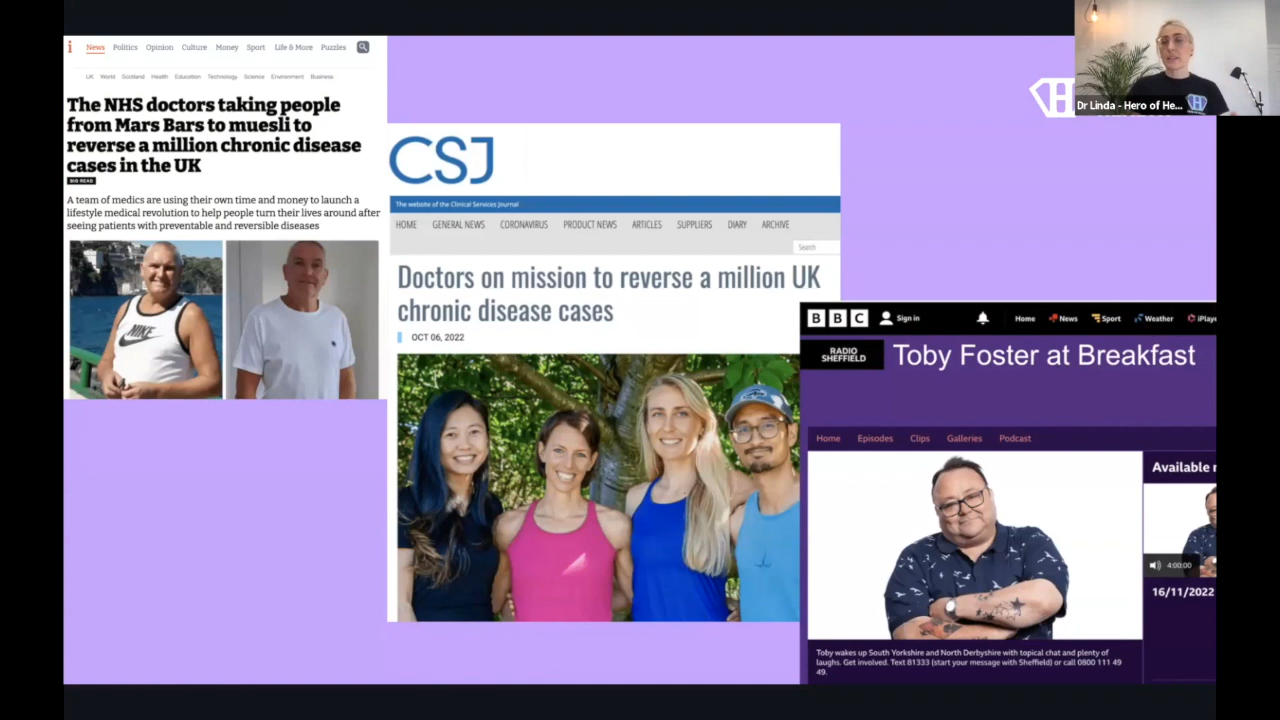 i News Politics Opinion Culture Money Sport Life & More Puzzles
UK World Scotland Health Education Technology Science Environment Business
The NHS doctors taking people
from Mars Bars to muesli to
reverse a million chronic disease
cases in the UK
BIG READ
A team of medics are using their own time and money to launch a
lifestyle medical revolution to help people turn their lives around after
seeing patients with preventable and reversible diseases
NIKE
CSJ
The website of the Clinical Services Journal
HOME GENERAL NEWS CORONAVIRUS PRODUCT NEWS ARTICLES SUPPLIERS DIARY ARCHIVE
Search
Doctors on mission to reverse a million UK
chronic disease cases
OCT 06, 2022
H
Dr Linda - Hero of He...
BBC Sign in Home News Sport Weather iPlaye
RADIO
SHEFFIELD
Toby Foster at Breakfast
Home Episodes Clips Galleries Podcast
Available
4:00:00
16/11/2022
Toby wakes up South Yorkshire and North Derbyshire with topical chat and plenty of
laughs. Get involved. Text 81333 (start your message with Sheffield) or call 0800 111 49
49.